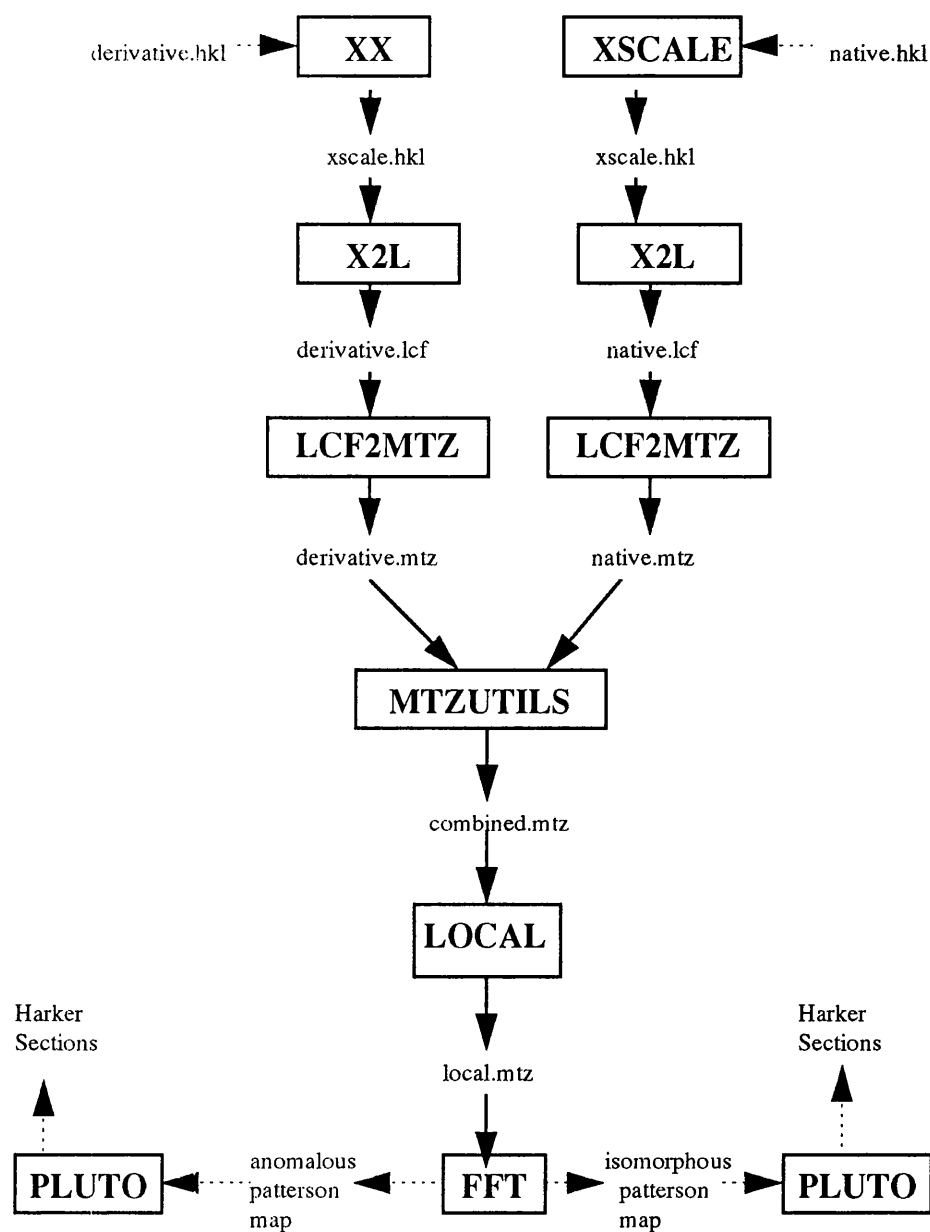 derivative.hkl
XX
XSCALE
native.hkl
xscale.hkl
xscale.hkl
X2L
X2L
derivative.lcf
native.lcf
LCF2MTZ
LCF2MTZ
derivative.mtz
native.mtz
MTZUTILS
combined.mtz
LOCAL
Harker
Sections
Harker
Sections
local.mtz
PLUTO
anomalous
patterson
map
FFT
isomorphous
patterson
map
PLUTO